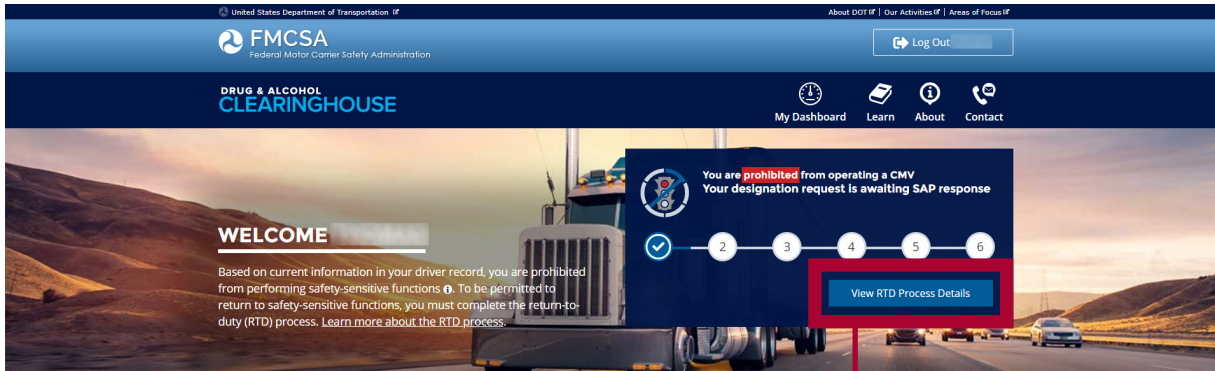 United States Department of Transportation
About DOT | Our Activities | Areas of Focus
FMCSA
Federal Motor Carrier Safety Administration
Log Out
DRUG & ALCOHOL
CLEARINGHOUSE
My Dashboard Learn About Contact
You are prohibited from operating a CMV
Your designation request is awaiting SAP response
2 3 4 5 6
View RTD Process Details
WELCOME
Based on current information in your driver record, you are prohibited
from performing safety-sensitive functions. To be permitted to
return to safety-sensitive functions, you must complete the return-to-
duty (RTD) process. Learn more about the RTD process.